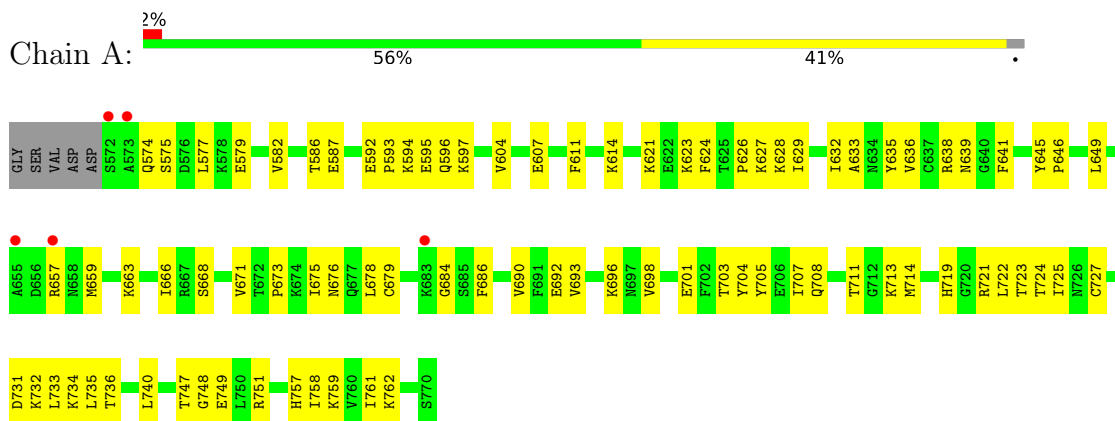 2%
Chain A:
56% 41% •
GLY SER VAL ASP ASP S572 A573 Q574 S575 D576 L577 K578 E579 V582 T586 E587 E592 P593 K594 E595 Q596 K597 V604 E607 F611 K614 K621 E622 K623 F624 T625 P626 K627 K628 I629 I632 A633 N634 Y635 V636 C637 R638 N639 G640 F641 Y645 P646 L649
A655 D656 R657 N658 M659 K663 I666 R667 S668 V671 T672 P673 K674 I675 N676 Q677 L678 C679 K683 G684 S685 F686 V690 F691 E692 V693 K696 N697 V698 E701 F702 T703 Y704 Y705 E706 I707 Q708 T711 G712 K713 M714 H719 G720 R721 L722 T723 T724 I725 N726 C727
D731 K732 L733 K734 L735 T736 L740 T747 G748 E749 L750 R751 H757 I758 K759 V760 I761 K762 S770